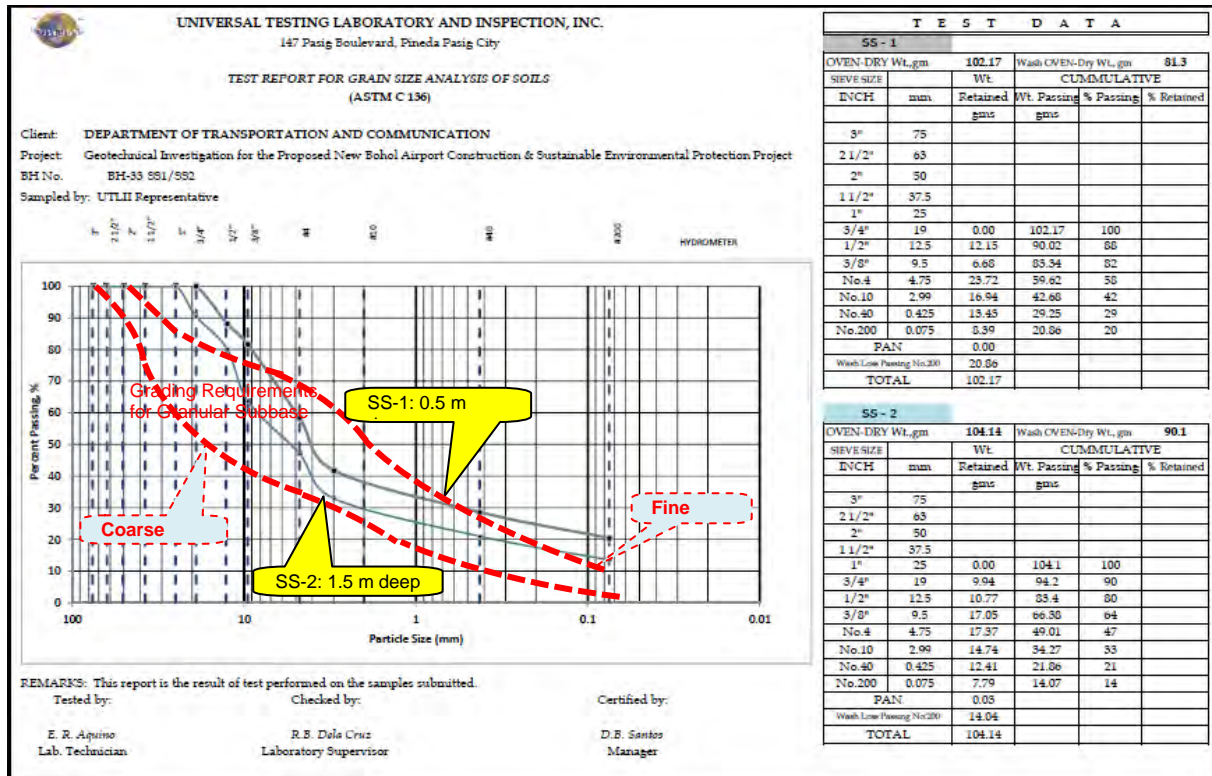 UNIVERSAL TESTING LABORATORY AND INSPECTION, INC.
147 Pasig Boulevard, Pineda Pasig City
TEST REPORT FOR GRAIN SIZE ANALYSIS OF SOILS
(ASTM C 136)
Client: DEPARTMENT OF TRANSPORTATION AND COMMUNICATION
Project: Geotechnical Investigation for the Proposed New Bohol Airport Construction & Sustainable Environmental Protection Project
BH No. BH-33 SS1/SS2
Sampled by: UTLII Representative
3" 2 1/2" 2" 1 1/2" 1" 3/4" 1/2" 3/8" #4 #10 #40 #200 HYDROMETER
Percent Passing, %
100
90
80
70
60
50
40
30
20
10
0
Grading Requirements
for Granular Subbase
SS-1: 0.5 m
Coarse
Fine
SS-2: 1.5 m deep
100 10 1 0.1 0.01
Particle Size (mm)
REMARKS: This report is the result of test performed on the samples submitted.
Tested by: Checked by: Certified by:
E. R. Aquino R.B. Dela Cruz D.B. Santos
Lab. Technician Laboratory Supervisor Manager
T E S T D A T A
SS - 1
OVEN-DRY Wt.,gm 102.17 Wash OVEN-Dry Wt., gm 81.3
SIEVE SIZE Wt. CUMMULATIVE
INCH mm Retained Wt. Passing % Passing % Retained
gms gms
3" 75
2 1/2" 63
2" 50
1 1/2" 37.5
1" 25
3/4" 19 0.00 102.17 100
1/2" 12.5 12.15 90.02 88
3/8" 9.5 6.68 83.34 82
No.4 4.75 23.72 59.62 58
No.10 2.99 16.94 42.68 42
No.40 0.425 13.43 29.25 29
No.200 0.075 8.39 20.86 20
PAN 0.00
Wash Loss Passing No.200 20.86
TOTAL 102.17
SS - 2
OVEN-DRY Wt.,gm 104.14 Wash OVEN-Dry Wt., gm 90.1
SIEVE SIZE Wt. CUMMULATIVE
INCH mm Retained Wt. Passing % Passing % Retained
gms gms
3" 75
2 1/2" 63
2" 50
1 1/2" 37.5
1" 25 0.00 104.1 100
3/4" 19 9.94 94.2 90
1/2" 12.5 10.77 83.4 80
3/8" 9.5 17.05 66.38 64
No.4 4.75 17.37 49.01 47
No.10 2.99 14.74 34.27 33
No.40 0.425 12.41 21.86 21
No.200 0.075 7.79 14.07 14
PAN 0.03
Wash Loss Passing No.200 14.04
TOTAL 104.14